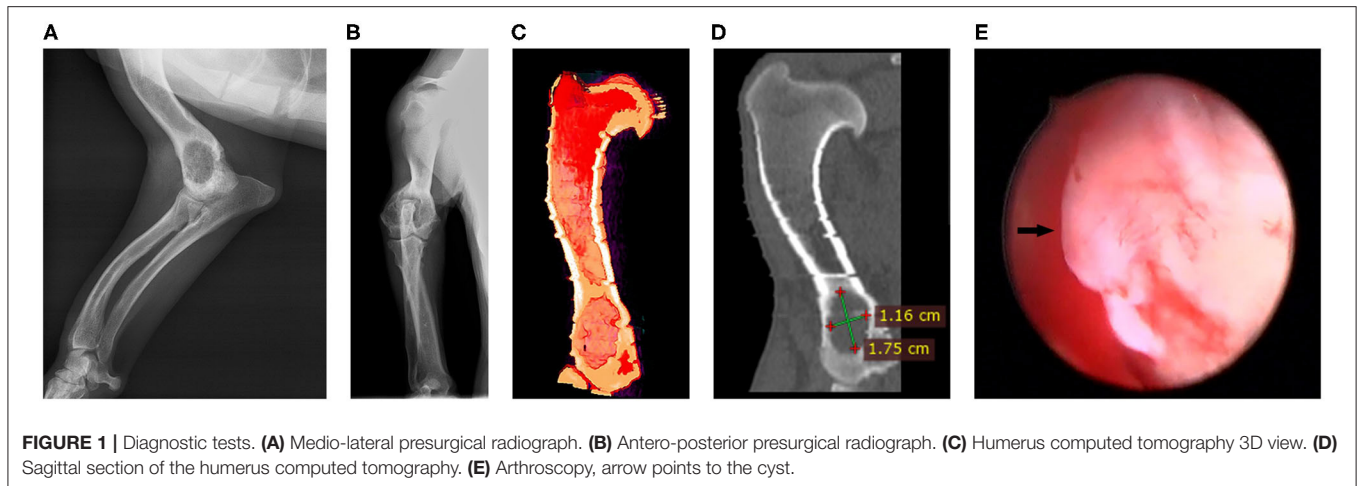 A
B
C
D
E
1.16 cm
1.75 cm
FIGURE 1 | Diagnostic tests. (A) Medio-lateral presurgical radiograph. (B) Antero-posterior presurgical radiograph. (C) Humerus computed tomography 3D view. (D)
Sagittal section of the humerus computed tomography. (E) Arthroscopy, arrow points to the cyst.